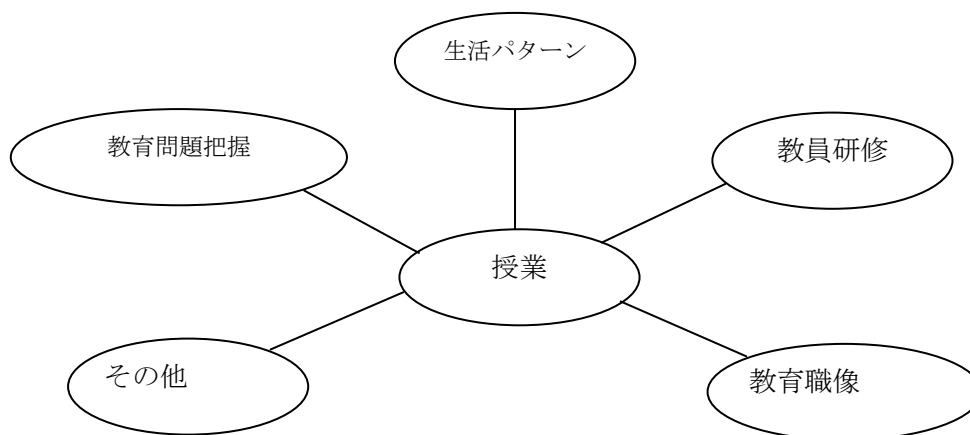 生活パターン
教育問題把握
教員研修
授業
その他
教育職像